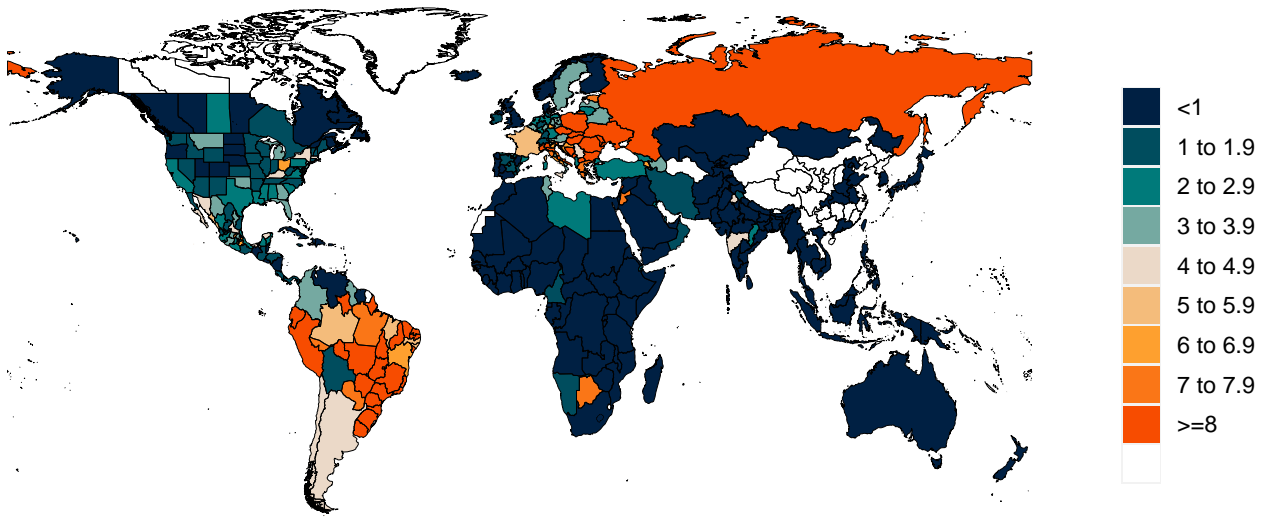 <1
1 to 1.9
2 to 2.9
3 to 3.9
4 to 4.9
5 to 5.9
6 to 6.9
7 to 7.9
>=8